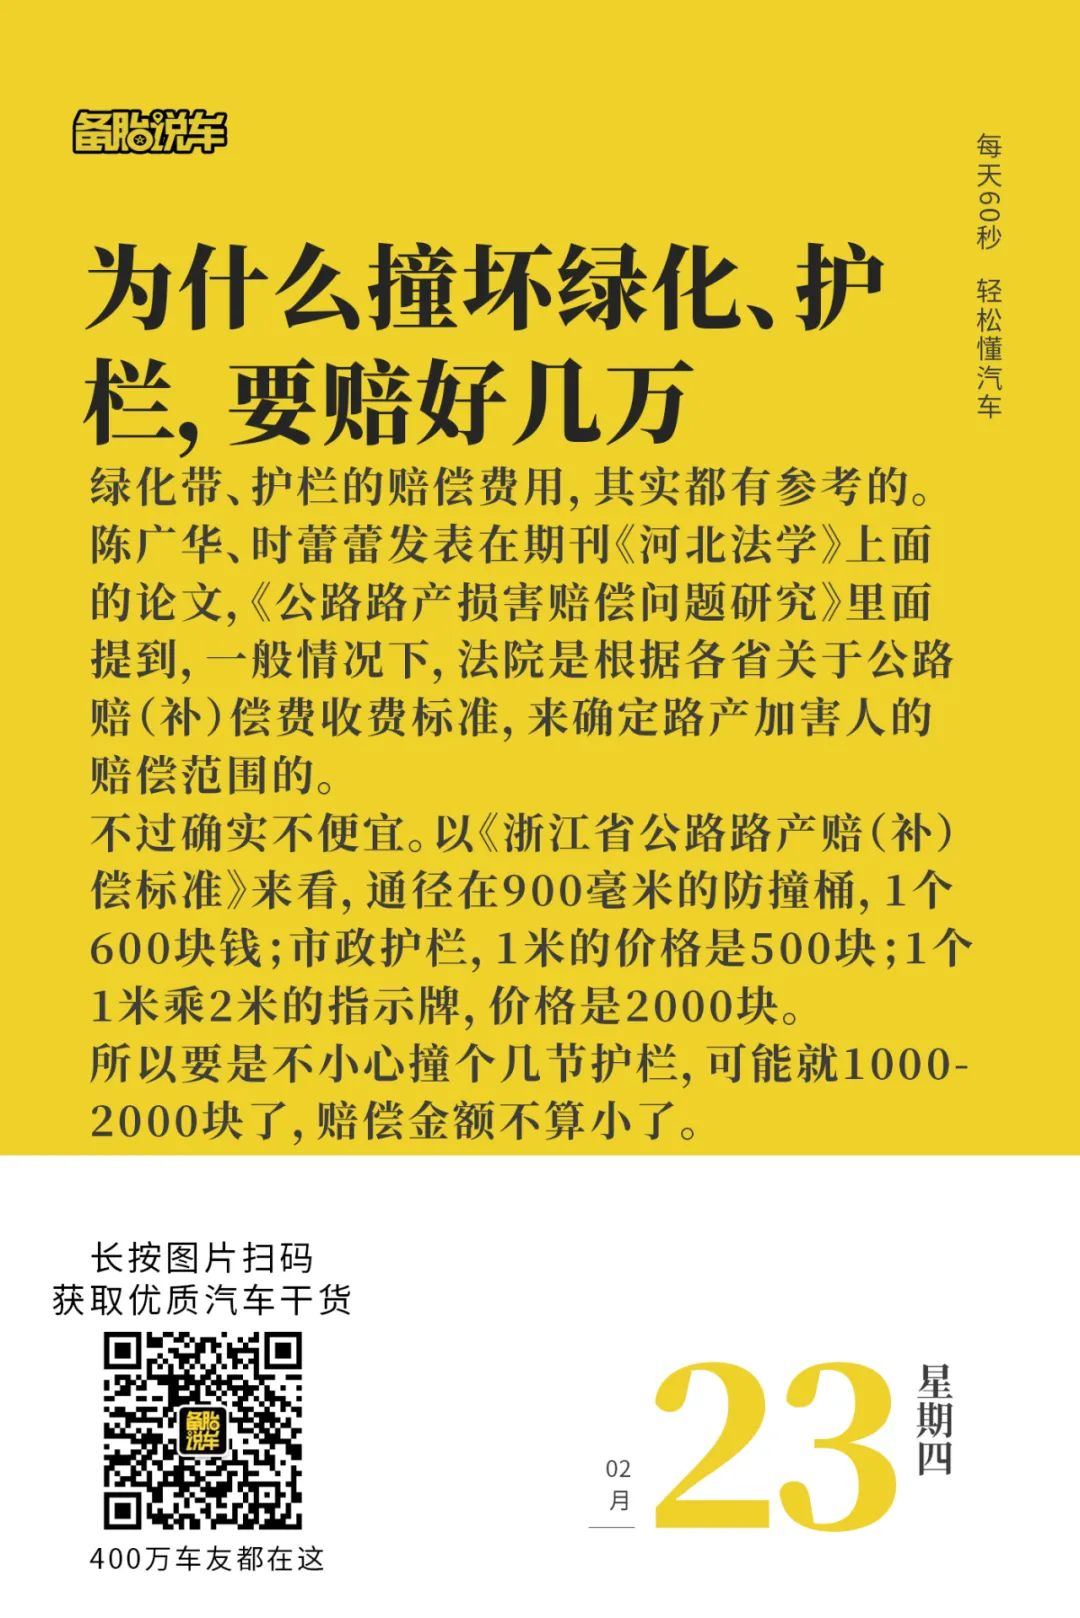 备胎说车
每天60秒 轻松懂汽车
为什么撞坏绿化、护
栏，要赔好几万
绿化带、护栏的赔偿费用，其实都有参考的。
陈广华、时蕾蕾发表在期刊《河北法学》上面
的论文，《公路路产损害赔偿问题研究》里面
提到，一般情况下，法院是根据各省关于公路
赔（补）偿费收费标准，来确定路产加害人的
赔偿范围的。
不过确实不便宜。以《浙江省公路路产赔（补）
偿标准》来看，通径在900毫米的防撞桶，1个
600块钱；市政护栏，1米的价格是500块；1个
1米乘2米的指示牌，价格是2000块。
所以要是不小心撞个几节护栏，可能就1000-
2000块了，赔偿金额不算小了。
长按图片扫码
获取优质汽车干货
备胎
说车
400万车友都在这
02
月
23
星期四